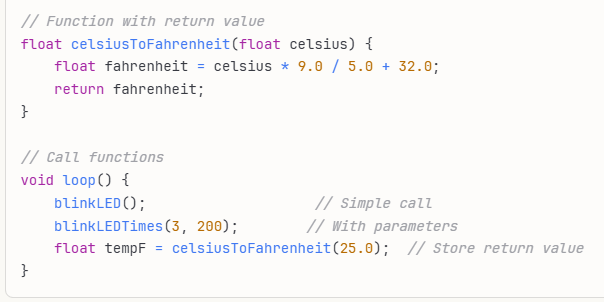 // Function with return value
float celsiusToFahrenheit(float celsius) {
    float fahrenheit = celsius * 9.0 / 5.0 + 32.0;
    return fahrenheit;
}

// Call functions
void loop() {
    blinkLED();                    // Simple call
    blinkLEDTimes(3, 200);        // With parameters
    float tempF = celsiusToFahrenheit(25.0);  // Store return value
}